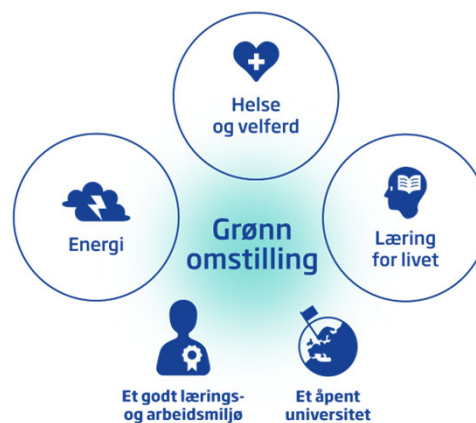 Helse
og velferd
Energi
Grønn
omstilling
Læring
for livet
Et godt lærings-
og arbeidsmiljø
Et åpent
universitet